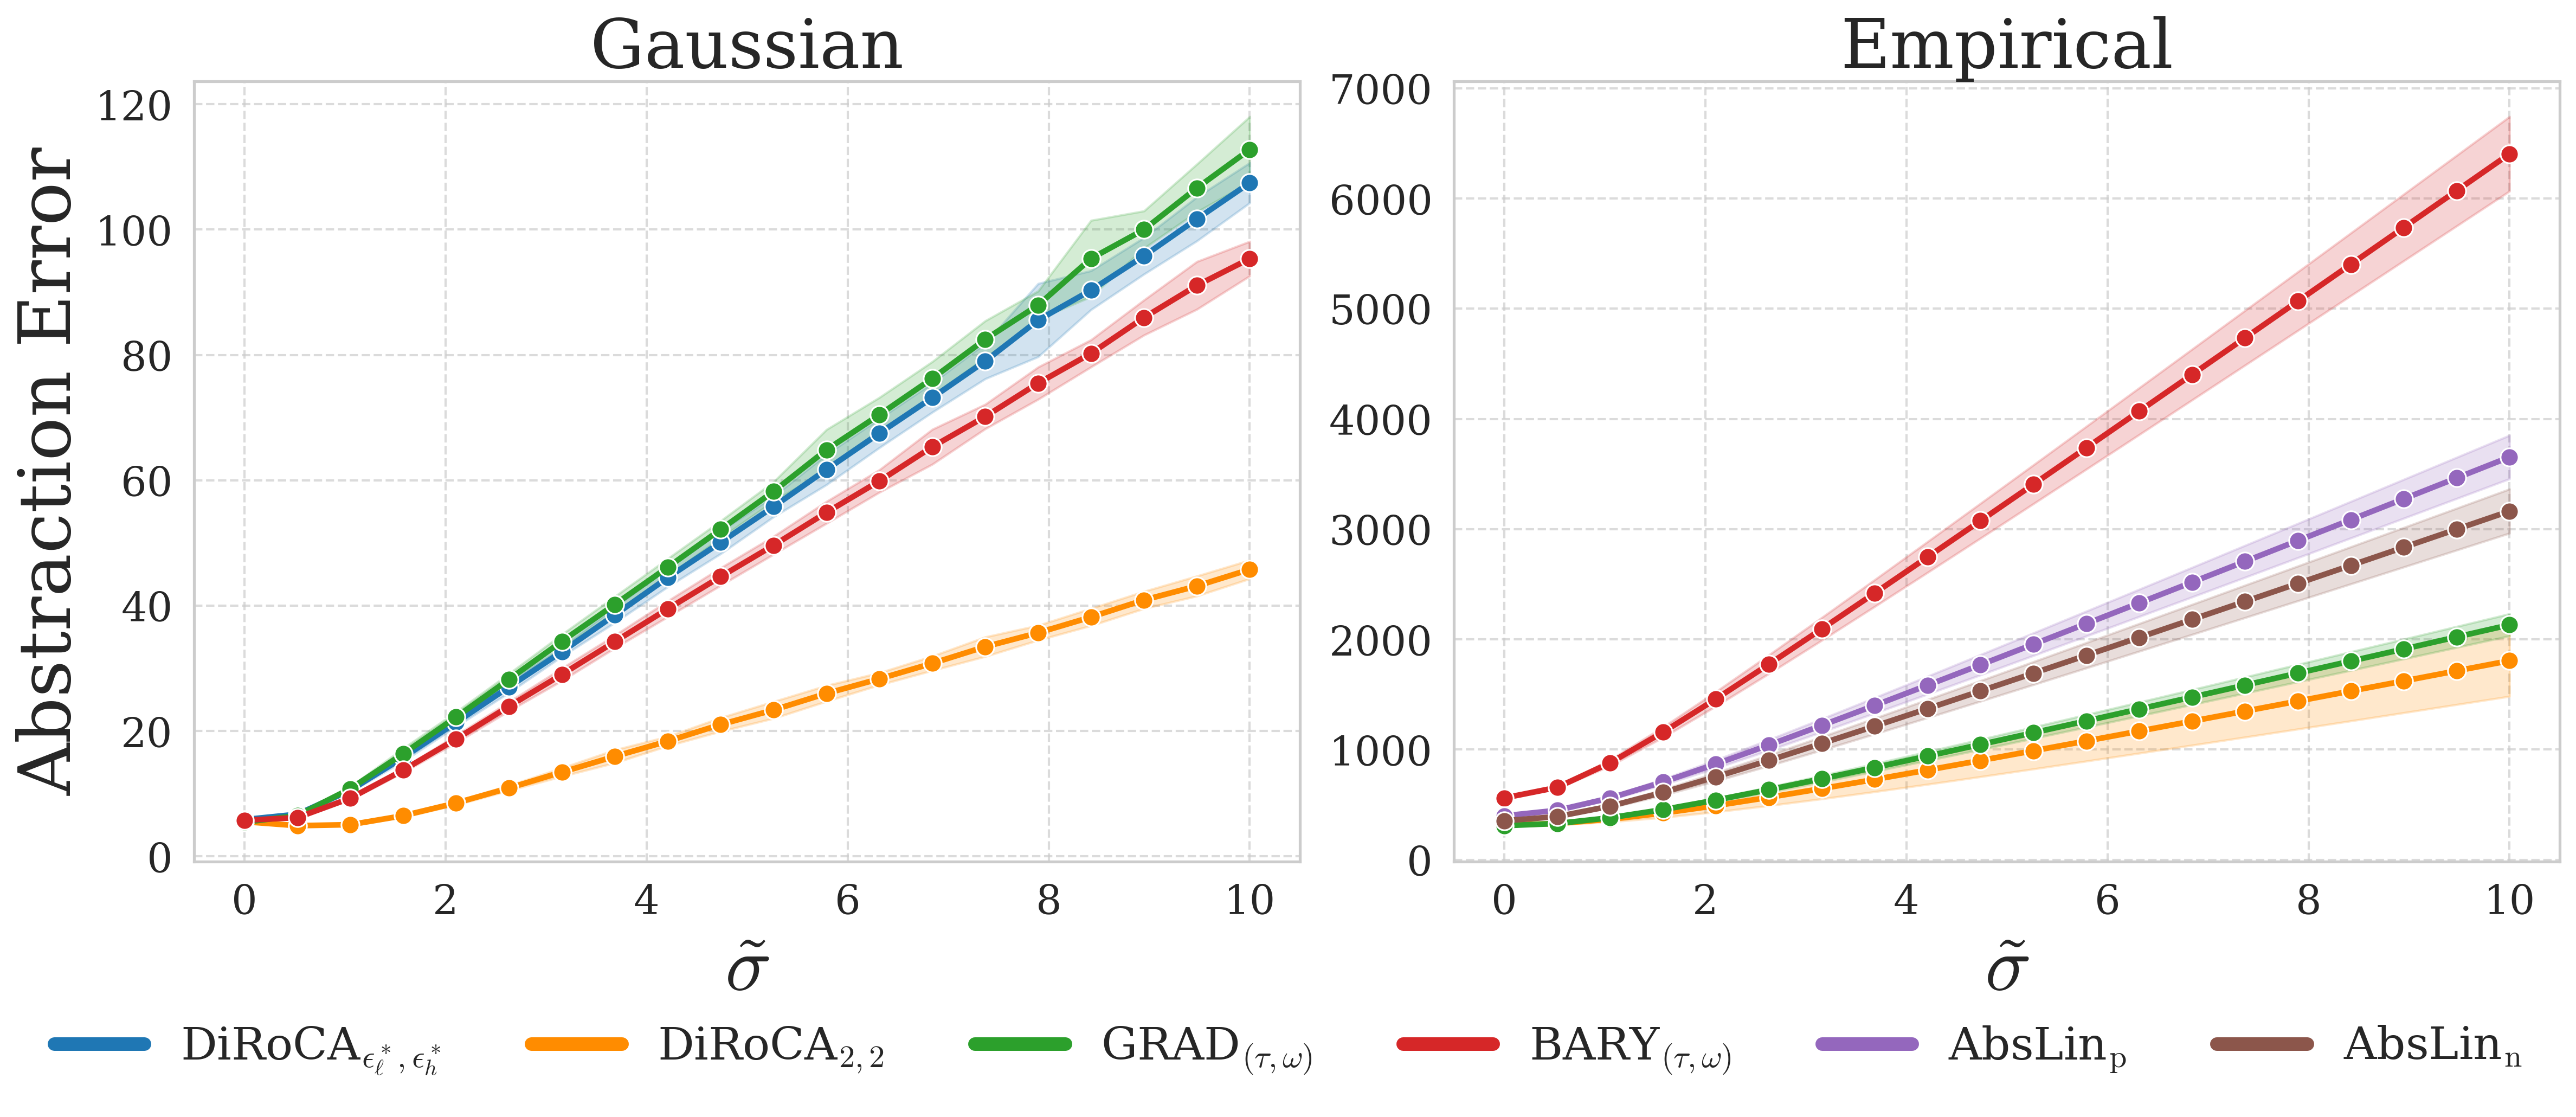 Gaussian
Empirical
Abstraction Error
120
100
80
60
40
20
0
0 2 4 6 8 10
σ̃
7000
6000
5000
4000
3000
2000
1000
0
0 2 4 6 8 10
σ̃
DiRoCA_{ϵ_ℓ^*, ϵ_h^*} DiRoCA_{2,2} GRAD_{(τ,ω)} BARY_{(τ,ω)} AbsLin_p AbsLin_n